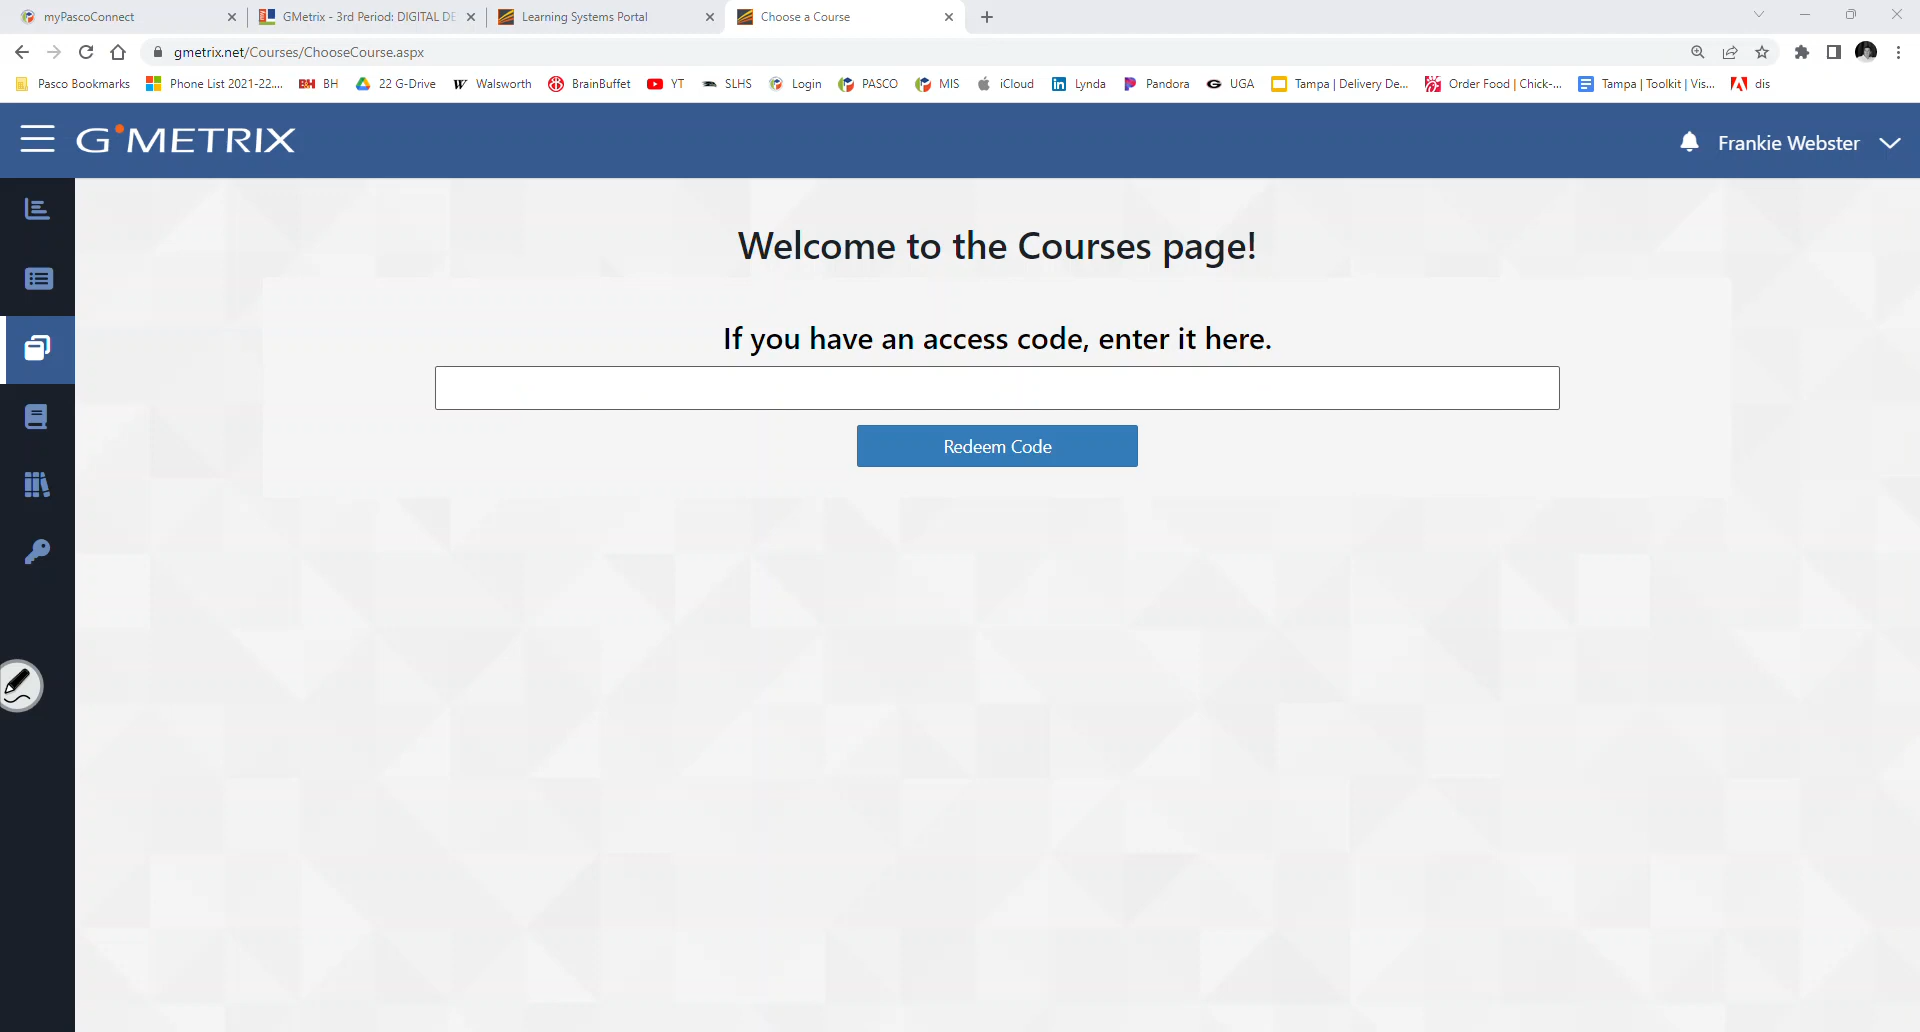 myPascoConnect
GMetrix - 3rd Period: DIGITAL DE
Learning Systems Portal
Choose a Course
gmetrix.net/Courses/ChooseCourse.aspx
Pasco Bookmarks
Phone List 2021-22....
BH BH
22 G-Drive
W Walsworth
BrainBuffet
YT
SLHS
Login
PASCO
MIS
iCloud
in Lynda
Pandora
G UGA
Tampa | Delivery De...
Order Food | Chick-...
Tampa | Toolkit | Vis...
dis
GMETRIX
Frankie Webster
Welcome to the Courses page!
If you have an access code, enter it here.
Redeem Code